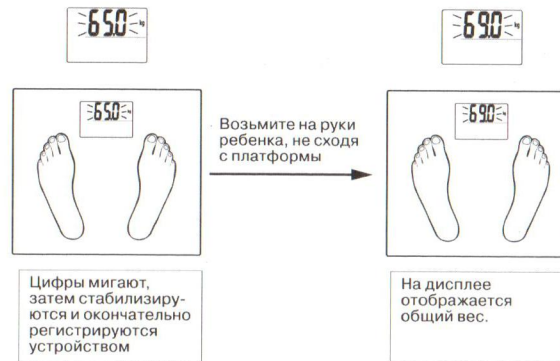 65.0 kg
69.0 kg
65.0 kg
69.0 kg
Возьмите на руки
ребенка, не сходя
с платформы
Цифры мигают,
затем стабилизиру-
ются и окончательно
регистрируются
устройством
На дисплее
отображается
общий вес.